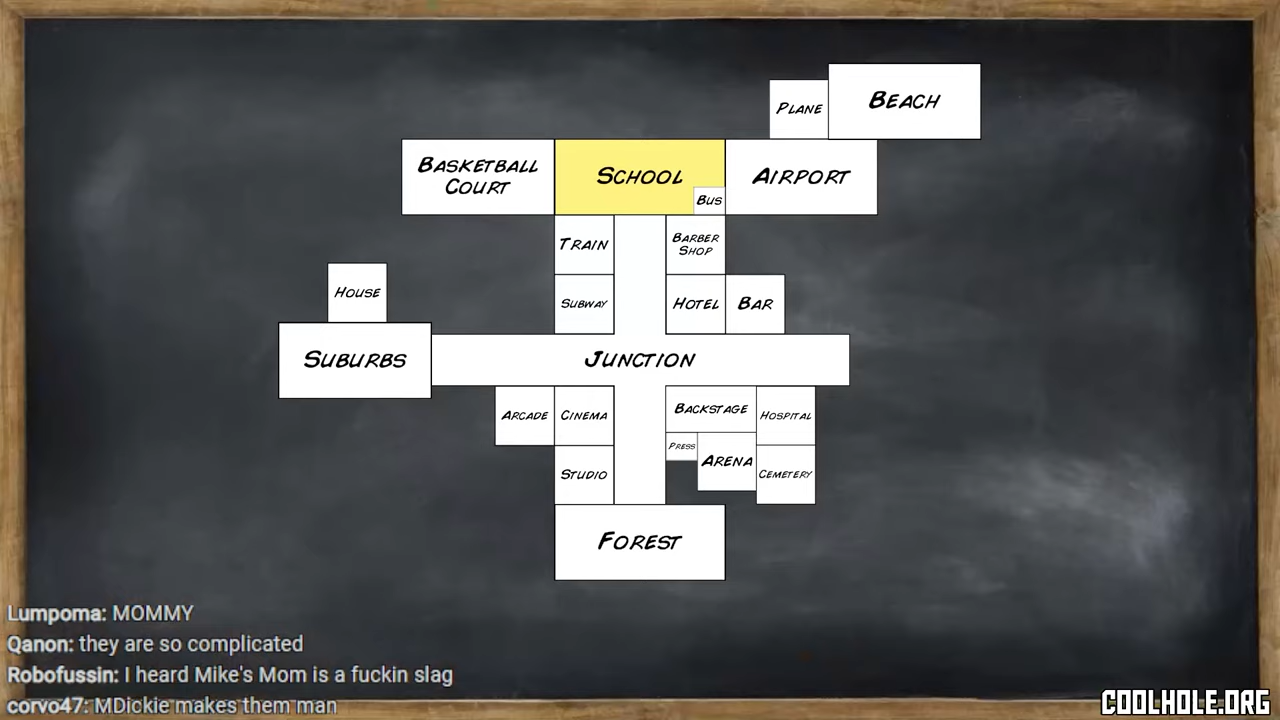 Plane
Beach
Basketball
Court
School
Bus
Airport
Train
Barber
Shop
House
Subway
Hotel
Bar
Suburbs
Junction
Arcade
Cinema
Backstage
Hospital
Press
Arena
Studio
Cemetery
Forest
Lumpoma: MOMMY
Qanon: they are so complicated
Robofussin: I heard Mike's Mom is a fuckin slag
corvo47: MDickie makes them man
COOLHOLE.ORG